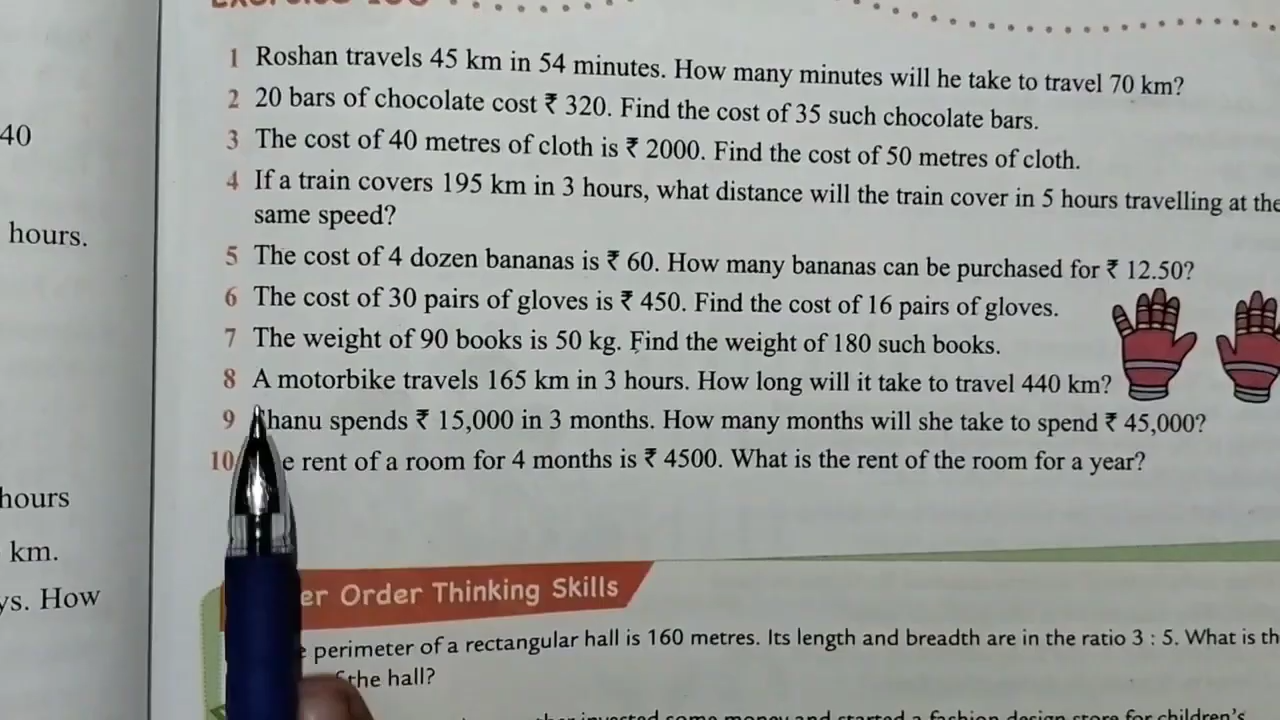 40
hours.
hours
km.
ys. How
1 Roshan travels 45 km in 54 minutes. How many minutes will he take to travel 70 km?
2 20 bars of chocolate cost ₹ 320. Find the cost of 35 such chocolate bars.
3 The cost of 40 metres of cloth is ₹ 2000. Find the cost of 50 metres of cloth.
4 If a train covers 195 km in 3 hours, what distance will the train cover in 5 hours travelling at the
same speed?
5 The cost of 4 dozen bananas is ₹ 60. How many bananas can be purchased for ₹ 12.50?
6 The cost of 30 pairs of gloves is ₹ 450. Find the cost of 16 pairs of gloves.
7 The weight of 90 books is 50 kg. Find the weight of 180 such books.
8 A motorbike travels 165 km in 3 hours. How long will it take to travel 440 km?
9 hanu spends ₹ 15,000 in 3 months. How many months will she take to spend ₹ 45,000?
10 e rent of a room for 4 months is ₹ 4500. What is the rent of the room for a year?
er Order Thinking Skills
perimeter of a rectangular hall is 160 metres. Its length and breadth are in the ratio 3 : 5. What is th
the hall?
invested some money and started a fashion design store for children's